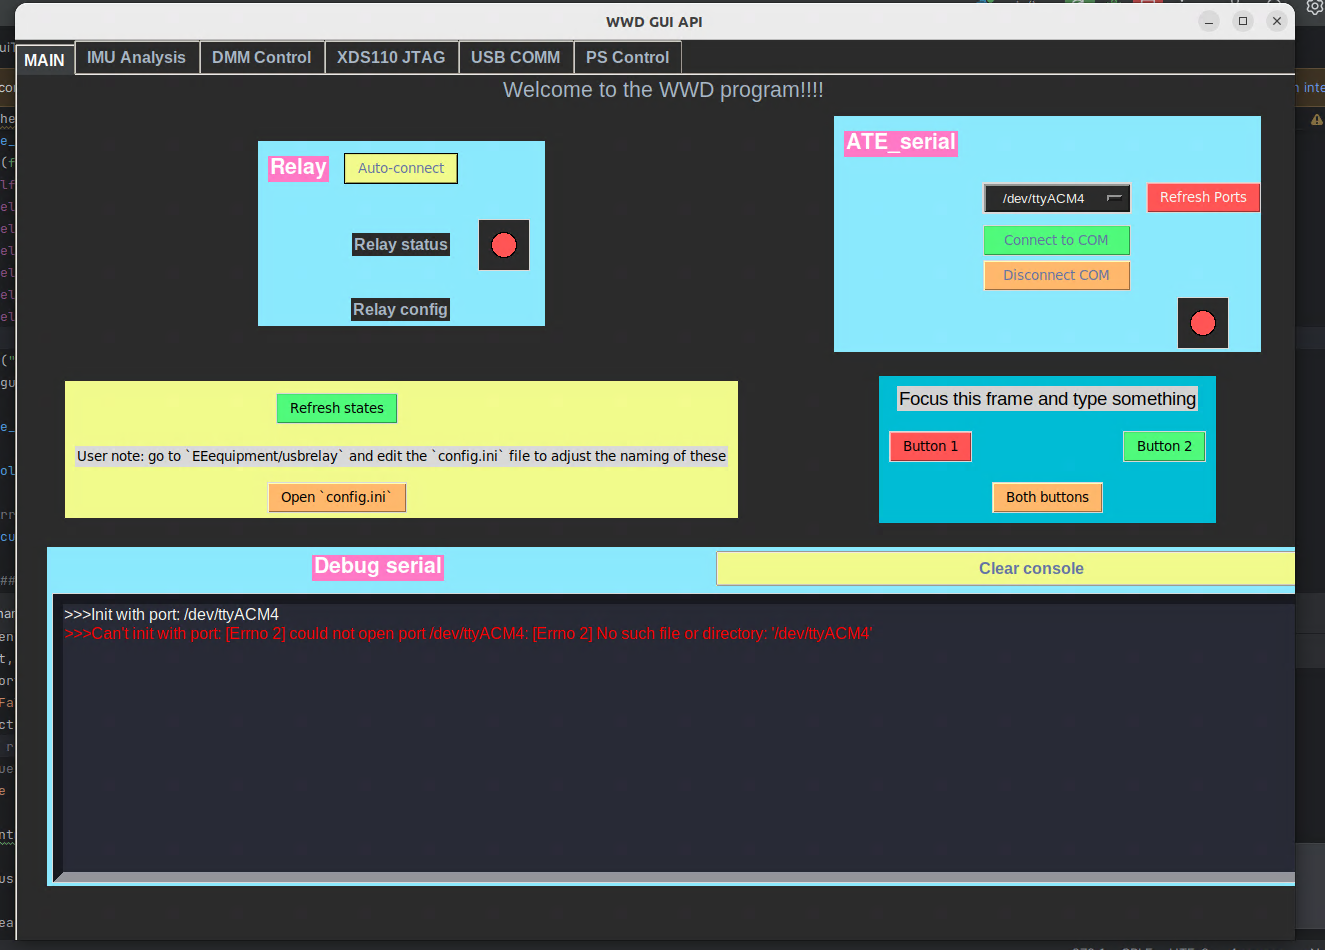 WWD GUI API
MAIN IMU Analysis DMM Control XDS110 JTAG USB COMM PS Control
Welcome to the WWD program!!!!
Relay Auto-connect
Relay status
Relay config
ATE_serial
/dev/ttyACM4 Refresh Ports
Connect to COM
Disconnect COM
Refresh states
User note: go to `EEequipment/usbrelay` and edit the `config.ini` file to adjust the naming of these
Open `config.ini`
Focus this frame and type something
Button 1 Button 2
Both buttons
Debug serial Clear console
>>>Init with port: /dev/ttyACM4
>>>Can't init with port: [Errno 2] could not open port /dev/ttyACM4: [Errno 2] No such file or directory: '/dev/ttyACM4'